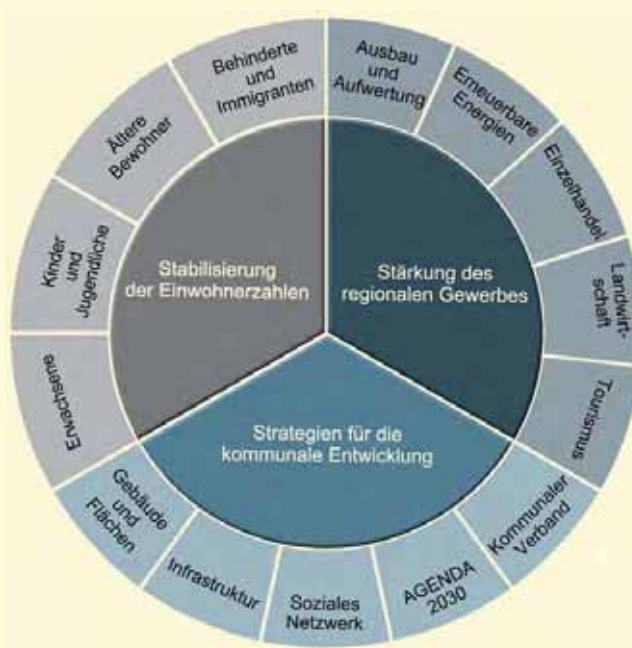 Behinderte
und
Immigranten
Ausbau
und
Aufwertung
Erneuerbare
Energien
Einzelhandel
Landwirt-
schaft
Tourismus
Kommunaler
Verband
AGENDA
2030
Soziales
Netzwerk
Infrastruktur
Gebäude
und
Flächen
Erwachsene
Kinder
und
Jugendliche
Ältere
Bewohner
Stabilisierung
der Einwohnerzahlen
Stärkung des
regionalen Gewerbes
Strategien für die
kommunale Entwicklung